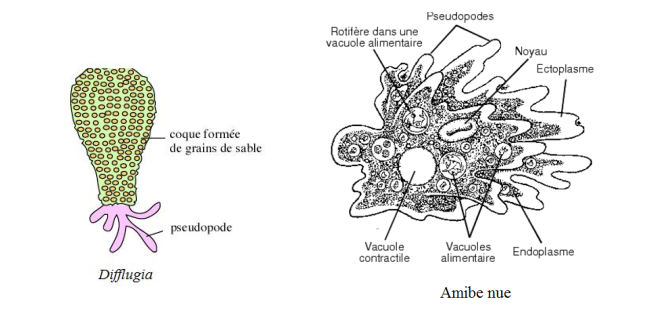 coque formée
de grains de sable
pseudopode
Difflugia
Pseudopodes
Rotifère dans une
vacuole alimentaire
Noyau
Ectoplasme
Vacuole
contractile
Vacuoles
alimentaire
Endoplasme
Amibe nue